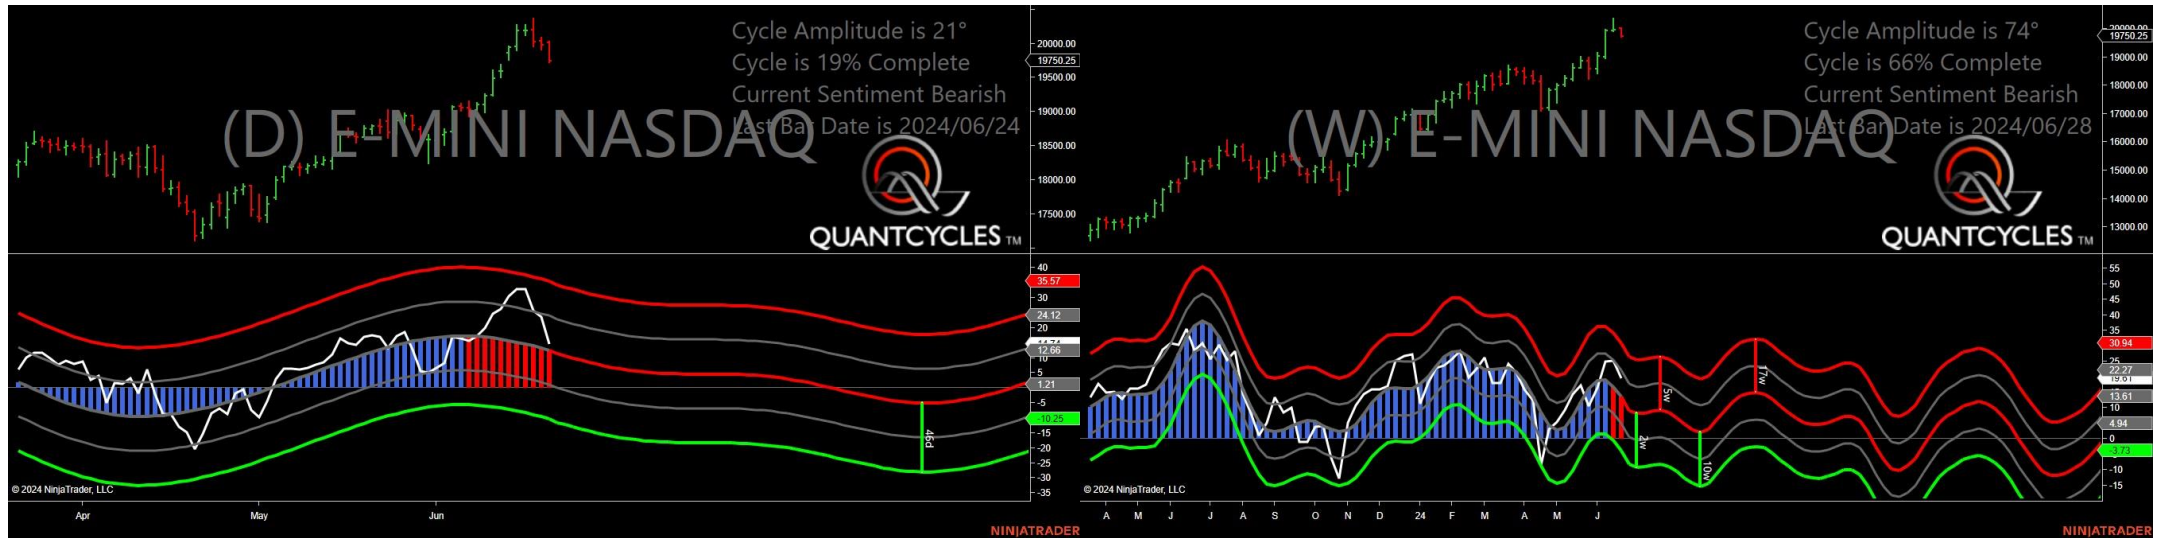 Cycle Amplitude is 21°
Cycle is 19% Complete
Current Sentiment Bearish
Last Bar Date is 2024/06/24
(D) E-MINI NASDAQ
QUANTCYCLES TM
20000.00
19750.25
19500.00
19000.00
18500.00
18000.00
17500.00
40
35.57
30
24.12
20
12.66
10
5
1.21
-5
-10.25
-15
-20
-25
-30
-35
46d
© 2024 NinjaTrader, LLC
Apr May Jun
NINJATRADER
Cycle Amplitude is 74°
Cycle is 66% Complete
Current Sentiment Bearish
Last Bar Date is 2024/06/28
(W) E-MINI NASDAQ
QUANTCYCLES TM
20000.00
19750.25
19000.00
18000.00
17000.00
16000.00
15000.00
14000.00
13000.00
55
50
45
40
35
30.94
25
22.27
19.61
13.61
10
4.94
0
-3.73
-10
-15
5w
17w
2w
10w
© 2024 NinjaTrader, LLC
A M J J A S O N D 24 F M A M J
NINJATRADER